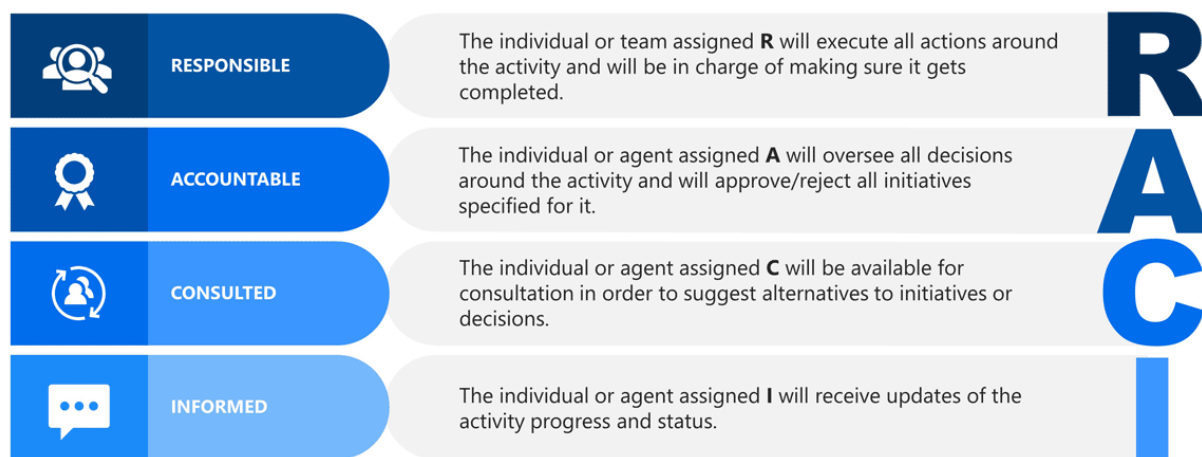 RESPONSIBLE
The individual or team assigned R will execute all actions around
the activity and will be in charge of making sure it gets
completed.
R
ACCOUNTABLE
The individual or agent assigned A will oversee all decisions
around the activity and will approve/reject all initiatives
specified for it.
A
CONSULTED
The individual or agent assigned C will be available for
consultation in order to suggest alternatives to initiatives or
decisions.
C
INFORMED
The individual or agent assigned I will receive updates of the
activity progress and status.
I